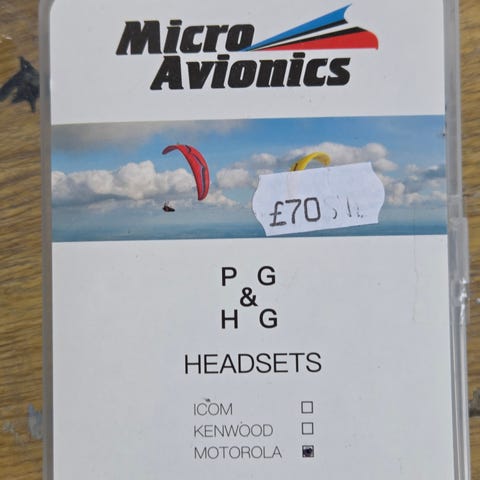 Micro
Avionics
£70
P G
&
H G
HEADSETS
ICOM
KENWOOD
MOTOROLA